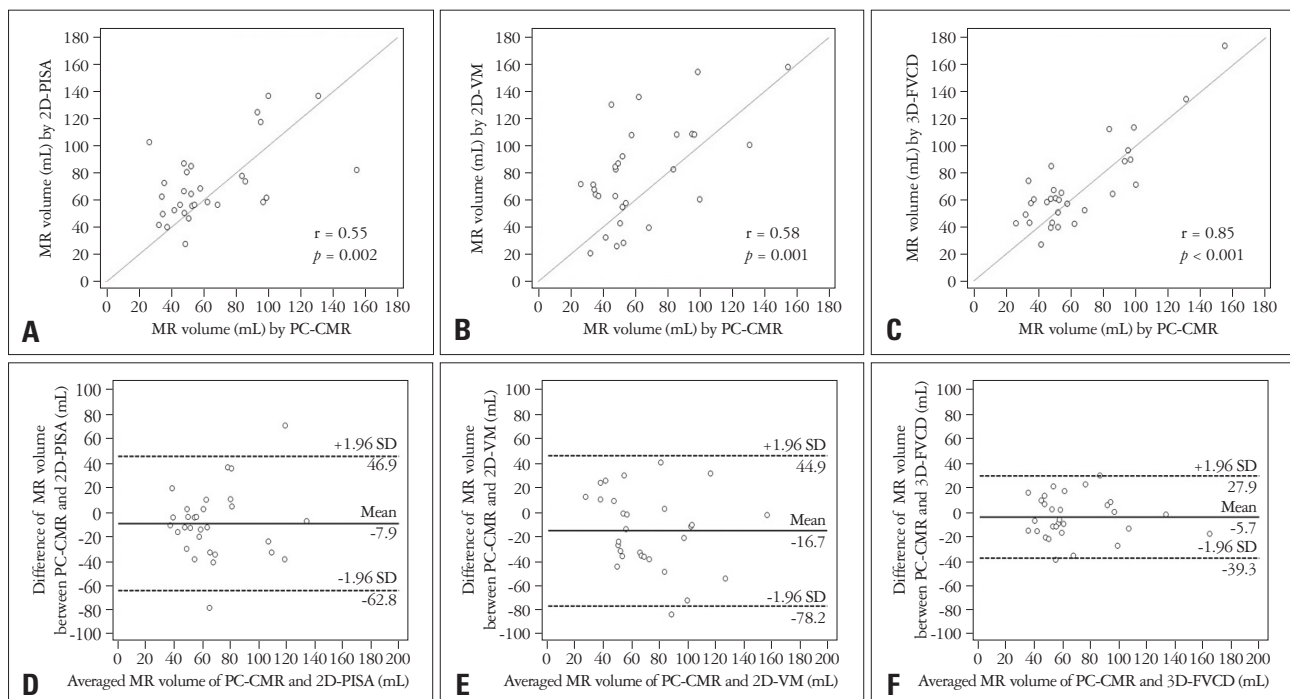 MR volume (mL) by 2D-PISA
180
160
140
120
100
80
60
40
20
0
r = 0.55
p = 0.002
0 20 40 60 80 100 120 140 160 180
MR volume (mL) by PC-CMR
A
MR volume (mL) by 2D-VM
180
160
140
120
100
80
60
40
20
0
r = 0.58
p = 0.001
0 20 40 60 80 100 120 140 160 180
MR volume (mL) by PC-CMR
B
MR volume (mL) by 3D-FVCD
180
160
140
120
100
80
60
40
20
0
r = 0.85
p < 0.001
0 20 40 60 80 100 120 140 160 180
MR volume (mL) by PC-CMR
C
Difference of MR volume
between PC-CMR and 2D-PISA (mL)
100
80
60
40
20
0
-20
-40
-60
-80
-100
+1.96 SD
46.9
Mean
-7.9
-1.96 SD
-62.8
0 20 40 60 80 100 120 140 160 180 200
Averaged MR volume of PC-CMR and 2D-PISA (mL)
D
Difference of MR volume
between PC-CMR and 2D-VM (mL)
100
80
60
40
20
0
-20
-40
-60
-80
-100
+1.96 SD
44.9
Mean
-16.7
-1.96 SD
-78.2
0 20 40 60 80 100 120 140 160 180 200
Averaged MR volume of PC-CMR and 2D-VM (mL)
E
Difference of MR volume
between PC-CMR and 3D-FVCD (mL)
100
80
60
40
20
0
-20
-40
-60
-80
-100
+1.96 SD
27.9
Mean
-5.7
-1.96 SD
-39.3
0 20 40 60 80 100 120 140 160 180 200
Averaged MR volume of PC-CMR and 3D-FVCD (mL)
F